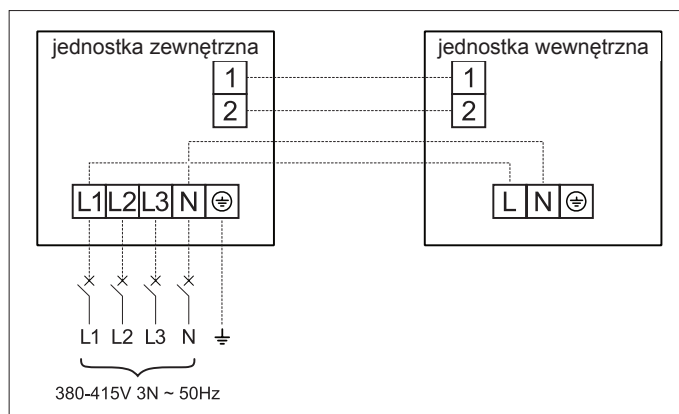 jednostka zewnętrzna jednostka wewnętrzna
1 1
2 2
L1 L2 L3 N L N
L1 L2 L3 N
380-415V 3N ~ 50Hz